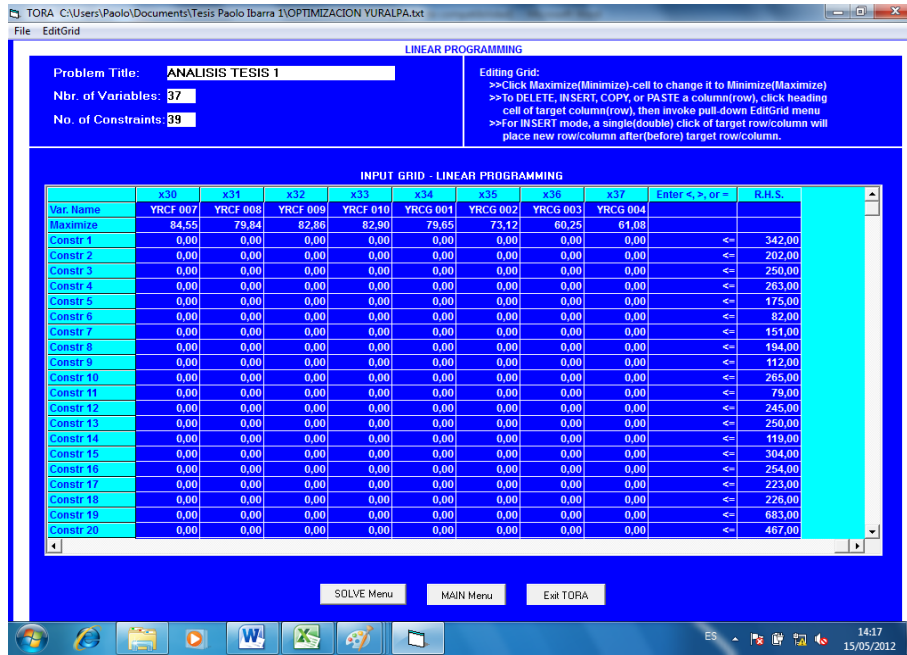 TORA C:\Users\Paolo\Documents\Tesis Paolo Ibarra 1\OPTIMIZACION YURALPA.txt
File EditGrid
LINEAR PROGRAMMING
Problem Title: ANALISIS TESIS 1
Nbr. of Variables: 37
No. of Constraints: 39
Editing Grid:
>>Click Maximize(Minimize)-cell to change it to Minimize(Maximize)
>>To DELETE, INSERT, COPY, or PASTE a column(row), click heading
cell of target column(row), then invoke pull-down EditGrid menu
>>For INSERT mode, a single(double) click of target row/column will
place new row/column after(before) target row/column.
INPUT GRID - LINEAR PROGRAMMING
x30 x31 x32 x33 x34 x35 x36 x37 Enter <, >, or = R.H.S.
Var. Name YRCF 007 YRCF 008 YRCF 009 YRCF 010 YRCG 001 YRCG 002 YRCG 003 YRCG 004
Maximize 84,55 79,84 82,86 82,90 79,65 73,12 60,25 61,08
Constr 1 0,00 0,00 0,00 0,00 0,00 0,00 0,00 0,00 <= 342,00
Constr 2 0,00 0,00 0,00 0,00 0,00 0,00 0,00 0,00 <= 202,00
Constr 3 0,00 0,00 0,00 0,00 0,00 0,00 0,00 0,00 <= 250,00
Constr 4 0,00 0,00 0,00 0,00 0,00 0,00 0,00 0,00 <= 263,00
Constr 5 0,00 0,00 0,00 0,00 0,00 0,00 0,00 0,00 <= 175,00
Constr 6 0,00 0,00 0,00 0,00 0,00 0,00 0,00 0,00 <= 82,00
Constr 7 0,00 0,00 0,00 0,00 0,00 0,00 0,00 0,00 <= 151,00
Constr 8 0,00 0,00 0,00 0,00 0,00 0,00 0,00 0,00 <= 194,00
Constr 9 0,00 0,00 0,00 0,00 0,00 0,00 0,00 0,00 <= 112,00
Constr 10 0,00 0,00 0,00 0,00 0,00 0,00 0,00 0,00 <= 265,00
Constr 11 0,00 0,00 0,00 0,00 0,00 0,00 0,00 0,00 <= 79,00
Constr 12 0,00 0,00 0,00 0,00 0,00 0,00 0,00 0,00 <= 245,00
Constr 13 0,00 0,00 0,00 0,00 0,00 0,00 0,00 0,00 <= 250,00
Constr 14 0,00 0,00 0,00 0,00 0,00 0,00 0,00 0,00 <= 119,00
Constr 15 0,00 0,00 0,00 0,00 0,00 0,00 0,00 0,00 <= 304,00
Constr 16 0,00 0,00 0,00 0,00 0,00 0,00 0,00 0,00 <= 254,00
Constr 17 0,00 0,00 0,00 0,00 0,00 0,00 0,00 0,00 <= 223,00
Constr 18 0,00 0,00 0,00 0,00 0,00 0,00 0,00 0,00 <= 226,00
Constr 19 0,00 0,00 0,00 0,00 0,00 0,00 0,00 0,00 <= 683,00
Constr 20 0,00 0,00 0,00 0,00 0,00 0,00 0,00 0,00 <= 467,00
SOLVE Menu MAIN Menu Exit TORA
ES 14:17
15/05/2012